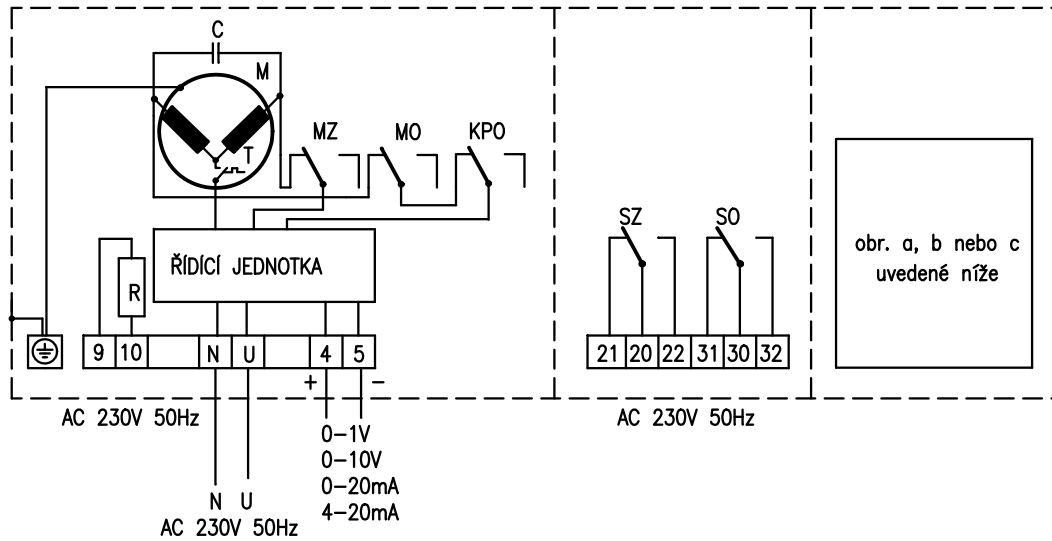 C
M
T
MZ
MO
KPO
ŘÍDÍCÍ JEDNOTKA
R
9 10 N U 4 5
+ −
AC 230V 50Hz
0–1V
0–10V
0–20mA
4–20mA
N U
AC 230V 50Hz
SZ
SO
21 20 22 31 30 32
AC 230V 50Hz
obr. a, b nebo c
uvedené níže